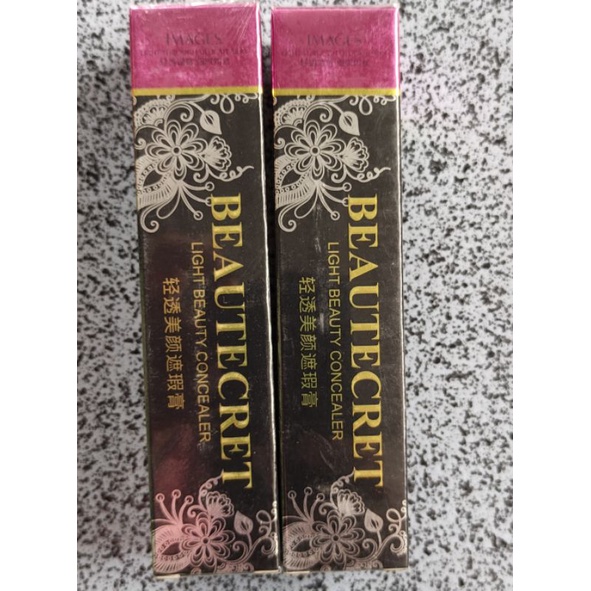 IMAGES
BEAUTECRET
LIGHT BEAUTY CONCEALER
轻透美颜遮瑕膏
IMAGES
BEAUTECRET
LIGHT BEAUTY CONCEALER
轻透美颜遮瑕膏